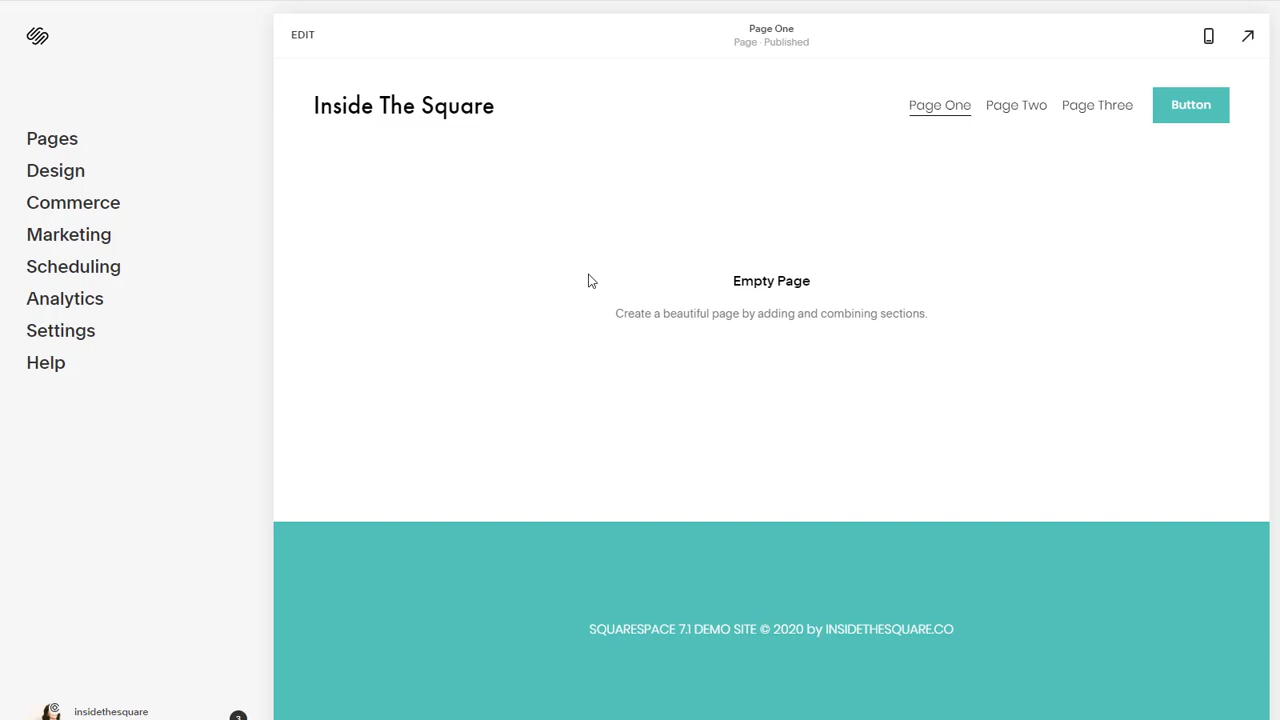 EDIT
Page One
Page · Published
Inside The Square
Page One
Page Two
Page Three
Button
Pages
Design
Commerce
Marketing
Scheduling
Analytics
Settings
Help
Empty Page
Create a beautiful page by adding and combining sections.
SQUARESPACE 7.1 DEMO SITE © 2020 by INSIDETHESQUARE.CO
insidethesquare
3